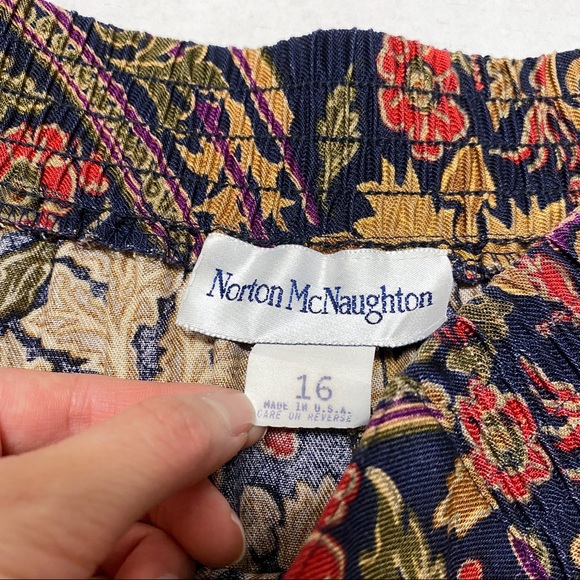 Norton McNaughton
16
MADE IN U.S.A.
CARE ON REVERSE